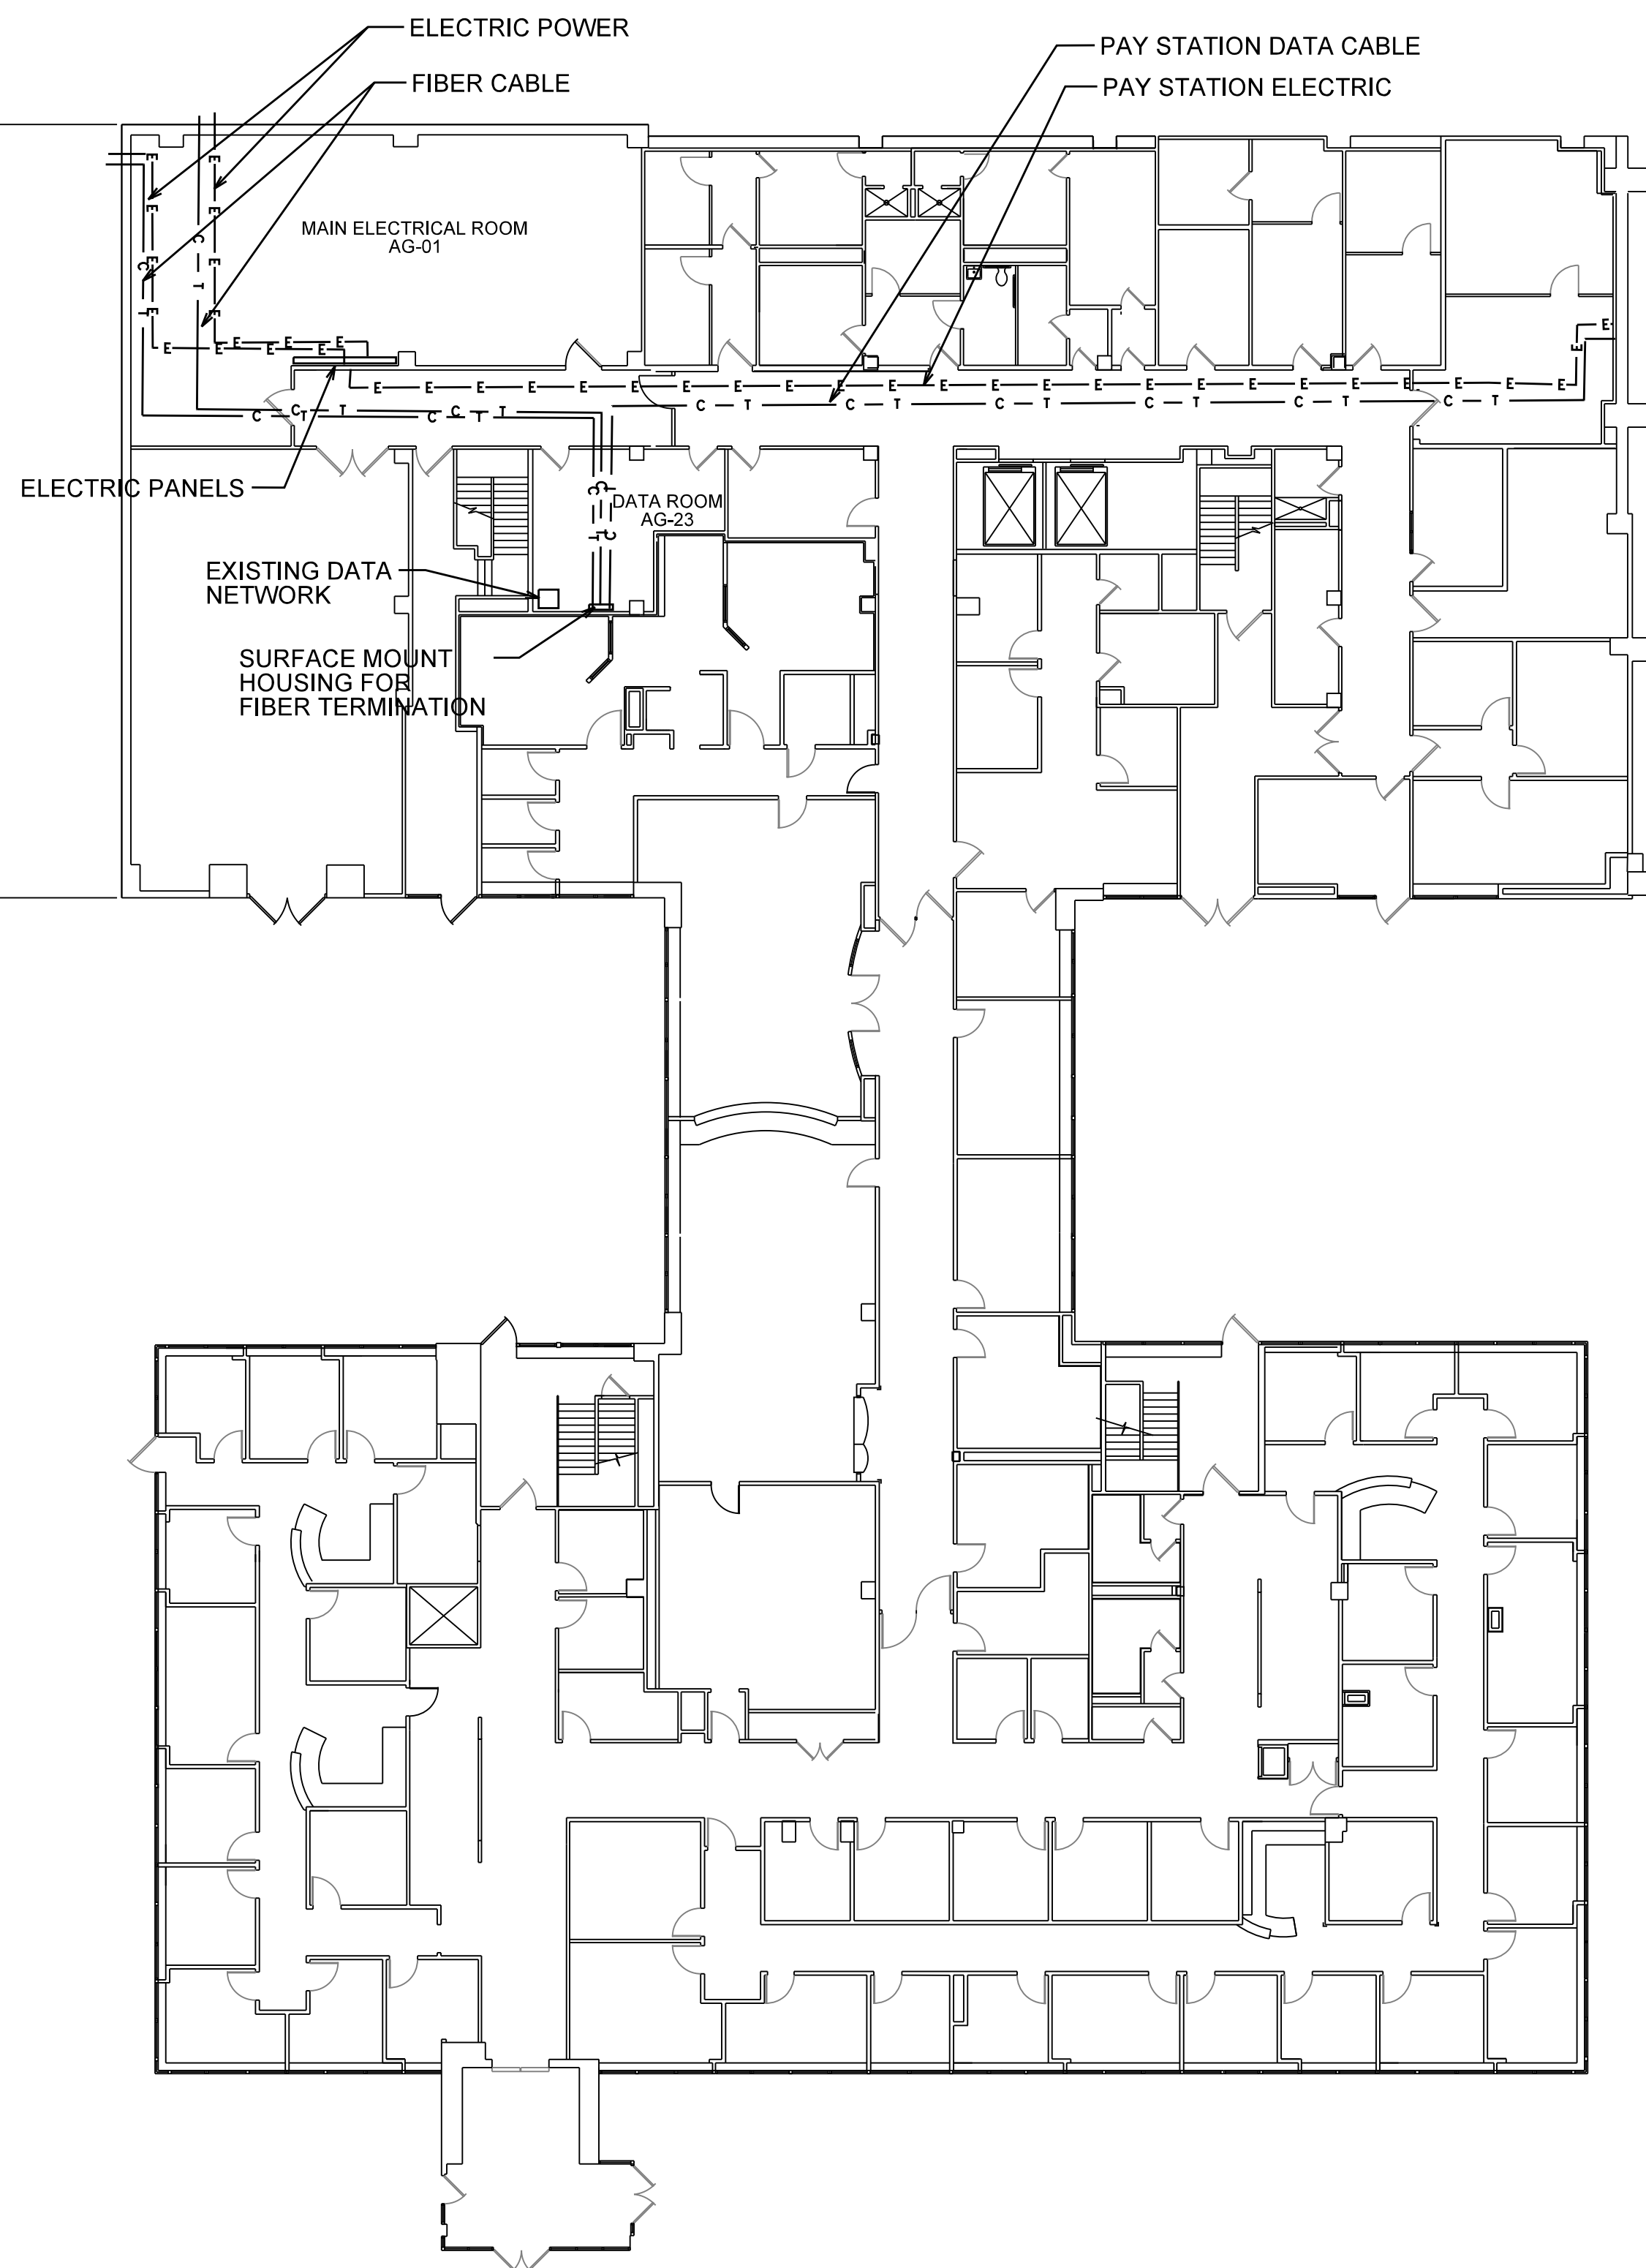 ELECTRIC POWER
FIBER CABLE
PAY STATION DATA CABLE
PAY STATION ELECTRIC
MAIN ELECTRICAL ROOM
AG-01
ELECTRIC PANELS
DATA ROOM
AG-23
EXISTING DATA
NETWORK
SURFACE MOUNT
HOUSING FOR
FIBER TERMINATION
E E E E E E
E E E E
E E E E E E E E E E E E E E E E E E E E E E E E E E
C T C T C T C T C T C T
C T C T C T C T
C T C T
C T C T